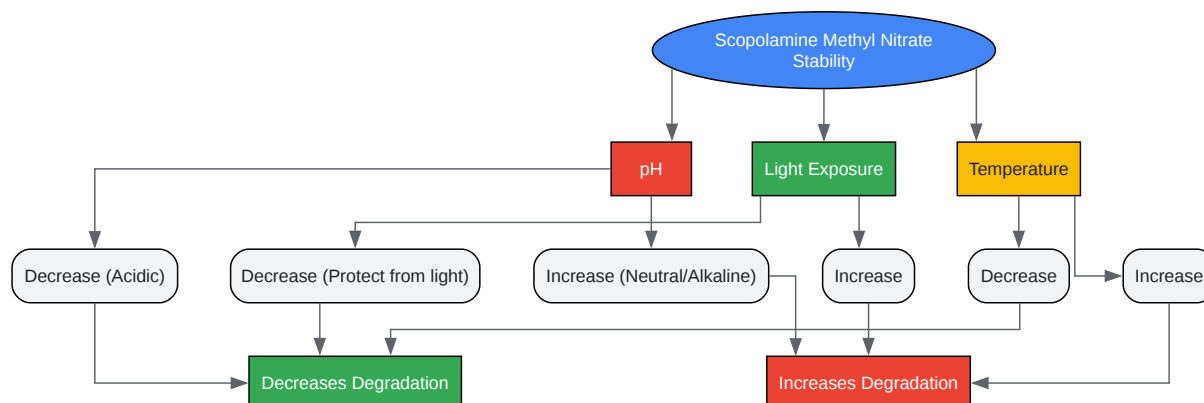 Scopolamine Methyl Nitrate
Stability
pH
Light Exposure
Temperature
Decrease (Acidic)
Decrease (Protect from light)
Increase (Neutral/Alkaline)
Increase
Decrease
Increase
Decreases Degradation
Increases Degradation